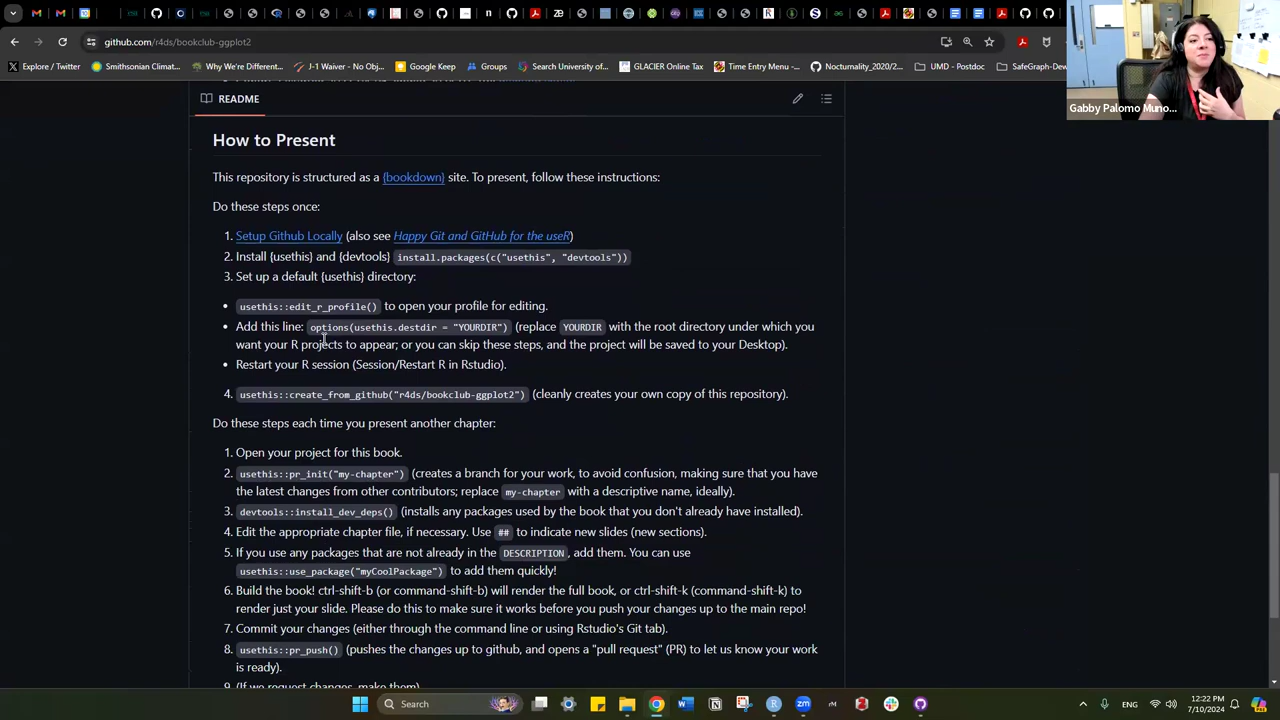 github.com/r4ds/bookclub-ggplot2
Explore / Twitter
Smithsonian Climat...
Why We're Different...
J-1 Waiver - No Obj...
Google Keep
Groups
Search University of...
GLACIER Online Tax
Time Entry Menu -...
Nocturnality_2020/2...
UMD - Postdoc
SafeGraph-Dew
Gabby Palomo Muno...
README
How to Present
This repository is structured as a {bookdown} site. To present, follow these instructions:
Do these steps once:
1. Setup Github Locally (also see Happy Git and GitHub for the useR)
2. Install {usethis} and {devtools} install.packages(c("usethis", "devtools"))
3. Set up a default {usethis} directory:
• usethis::edit_r_profile() to open your profile for editing.
• Add this line: options(usethis.destdir = "YOURDIR") (replace YOURDIR with the root directory under which you
want your R projects to appear; or you can skip these steps, and the project will be saved to your Desktop).
• Restart your R session (Session/Restart R in Rstudio).
4. usethis::create_from_github("r4ds/bookclub-ggplot2") (cleanly creates your own copy of this repository).
Do these steps each time you present another chapter:
1. Open your project for this book.
2. usethis::pr_init("my-chapter") (creates a branch for your work, to avoid confusion, making sure that you have
the latest changes from other contributors; replace my-chapter with a descriptive name, ideally).
3. devtools::install_dev_deps() (installs any packages used by the book that you don't already have installed).
4. Edit the appropriate chapter file, if necessary. Use ## to indicate new slides (new sections).
5. If you use any packages that are not already in the DESCRIPTION, add them. You can use
usethis::use_package("myCoolPackage") to add them quickly!
6. Build the book! ctrl-shift-b (or command-shift-b) will render the full book, or ctrl-shift-k (command-shift-k) to
render just your slide. Please do this to make sure it works before you push your changes up to the main repo!
7. Commit your changes (either through the command line or using Rstudio's Git tab).
8. usethis::pr_push() (pushes the changes up to github, and opens a "pull request" (PR) to let us know your work
is ready).
9. (If we request changes, make them)
Search
ENG
12:22 PM
7/10/2024